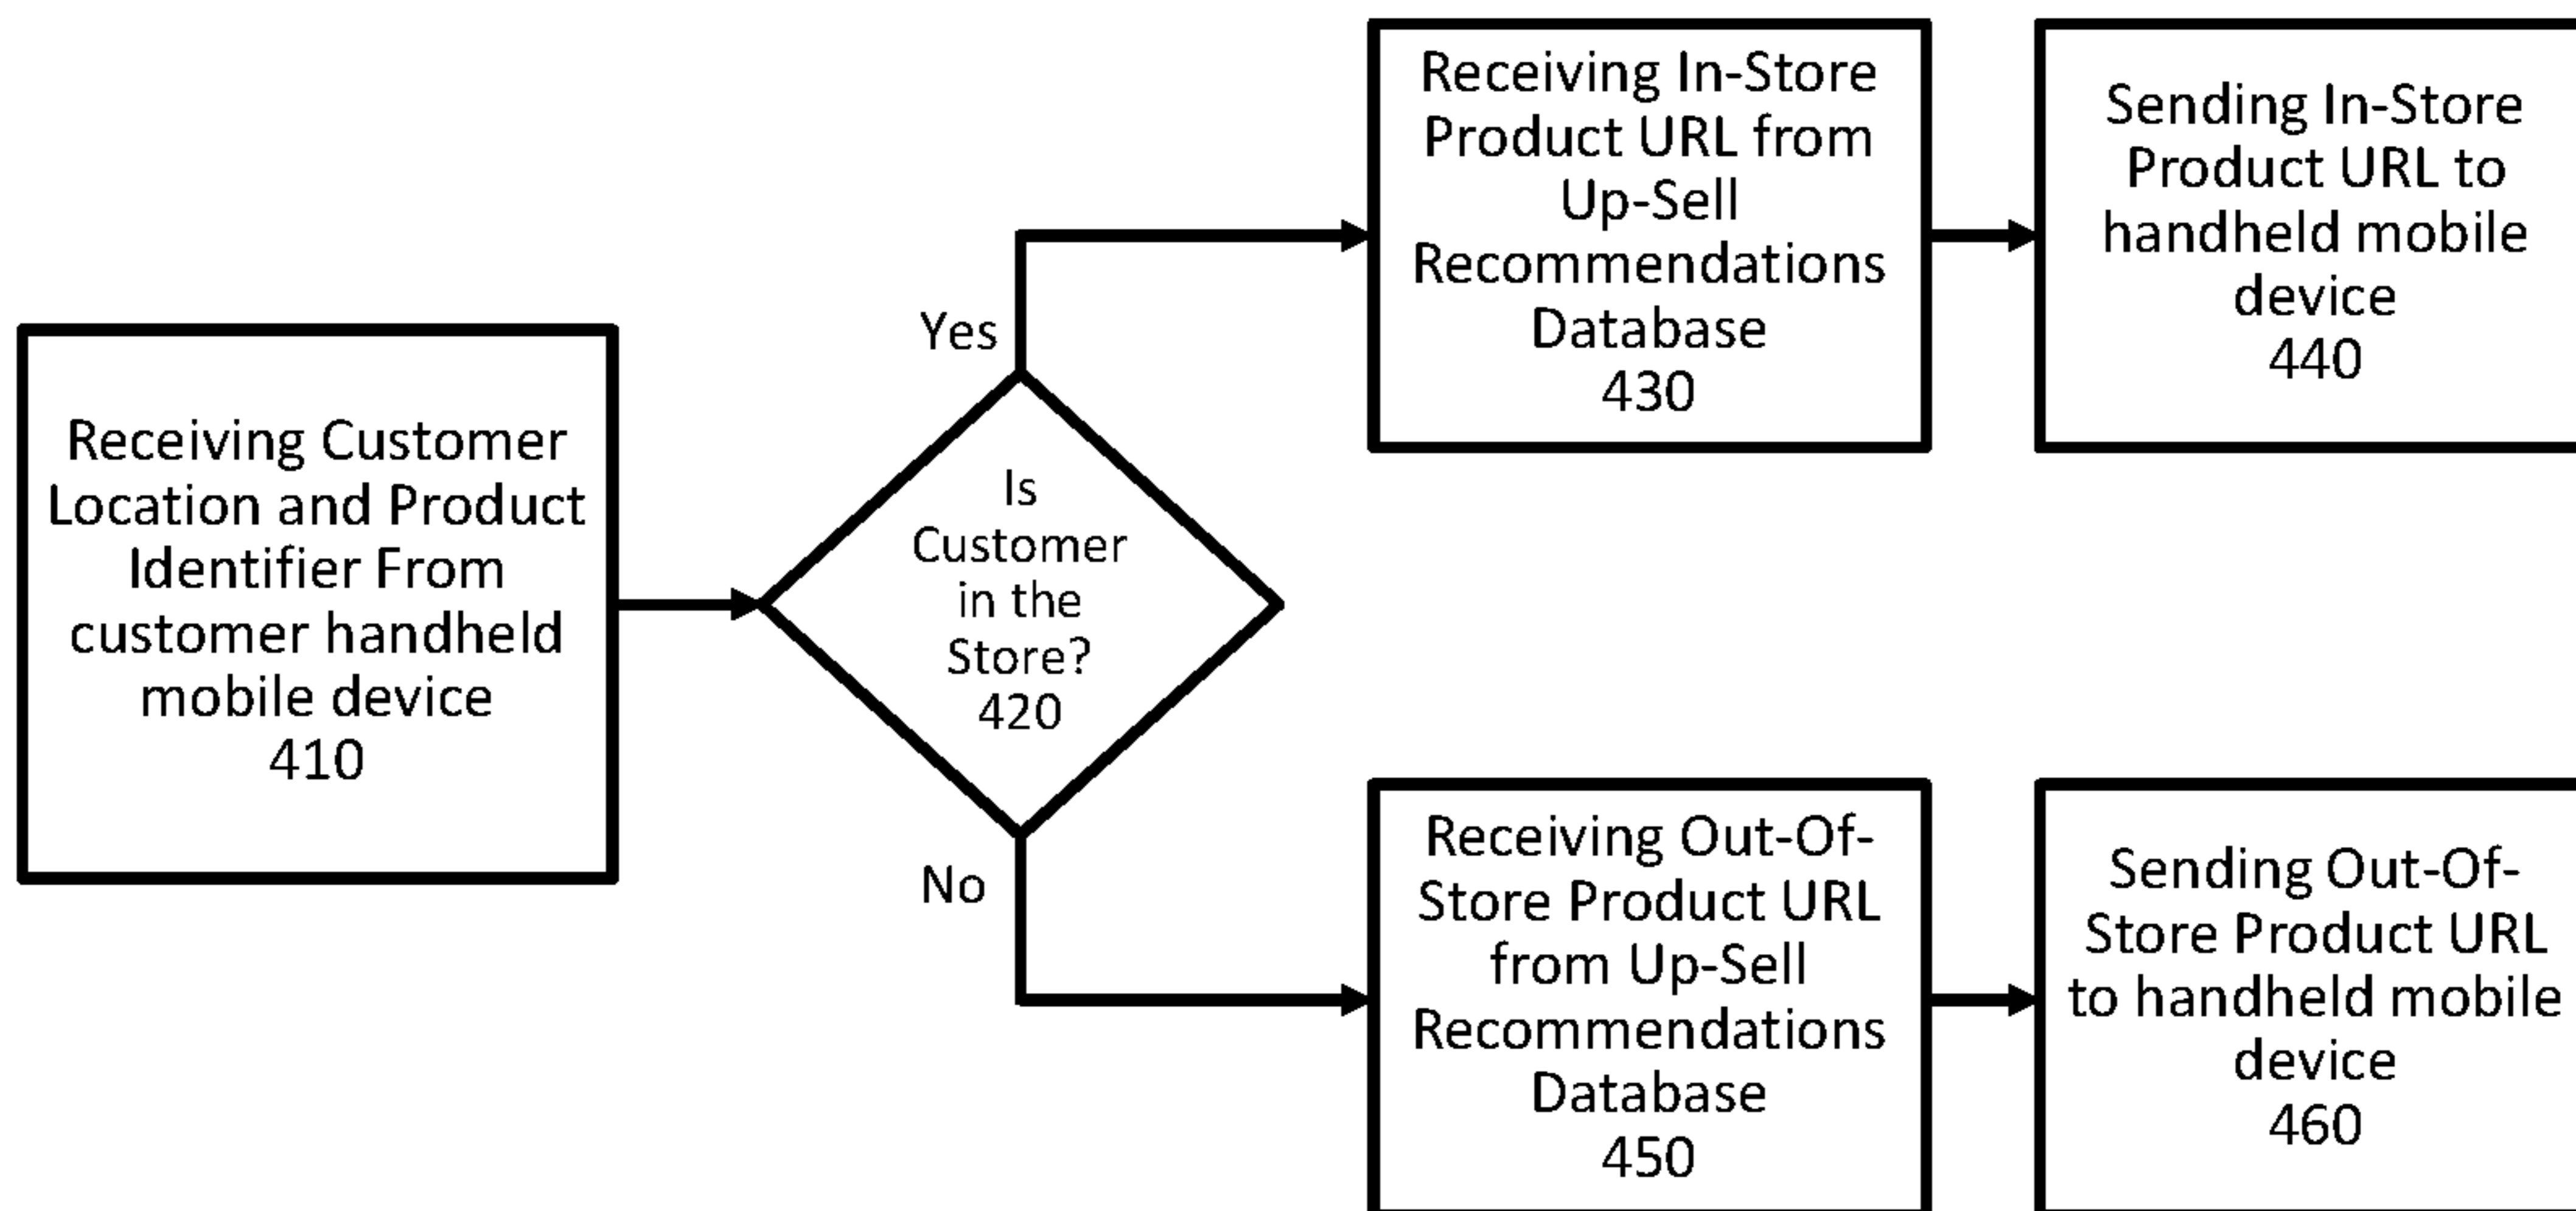 Receiving Customer
Location and Product
Identifier From
customer handheld
mobile device
410
Yes
Is
Customer
in the
Store?
420
No
Receiving In-Store
Product URL from
Up-Sell
Recommendations
Database
430
Sending In-Store
Product URL to
handheld mobile
device
440
Receiving Out-Of-
Store Product URL
from Up-Sell
Recommendations
Database
450
Sending Out-Of-
Store Product URL
to handheld mobile
device
460